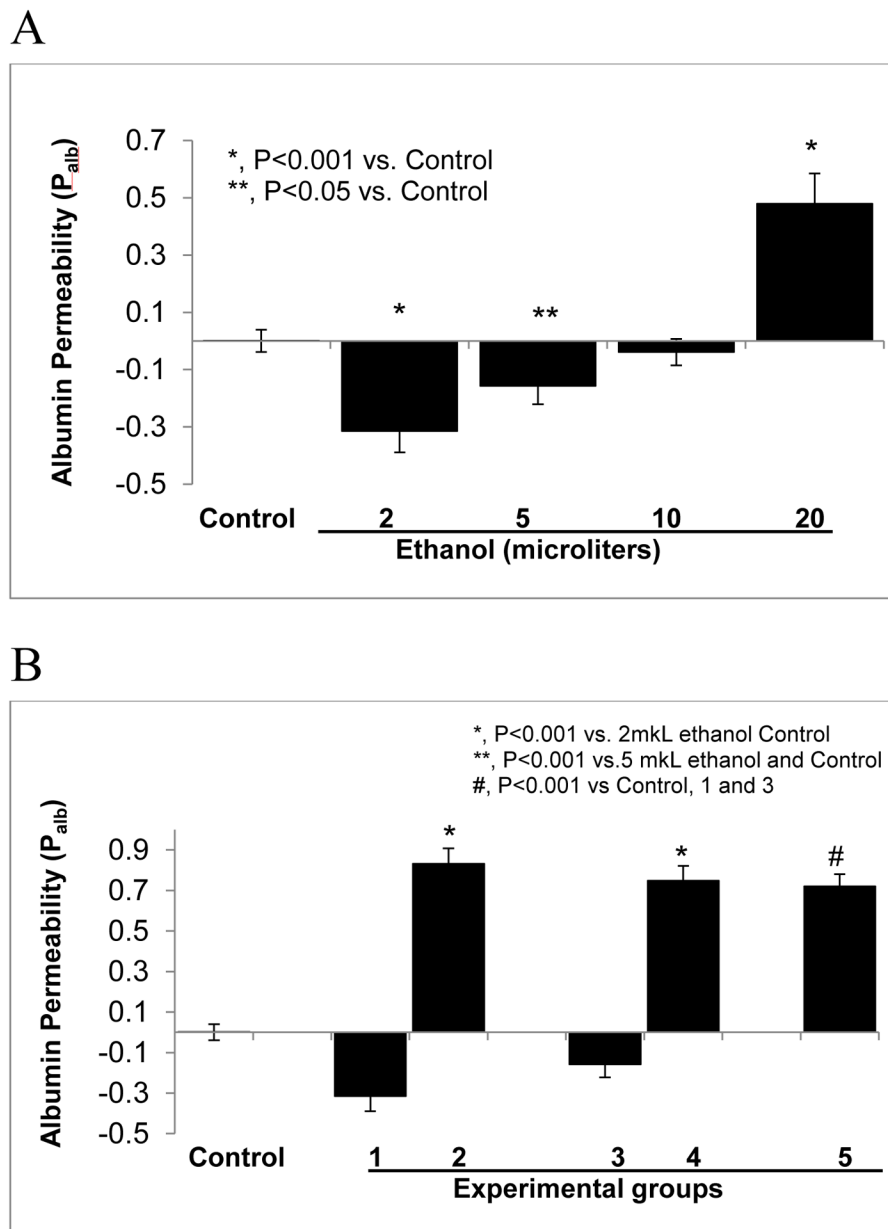 A
Albumin Permeability (P_alb)
0.7
0.5
0.3
0.1
-0.1
-0.3
-0.5
*, P<0.001 vs. Control
**, P<0.05 vs. Control
*
**
*
Control 2 5 10 20
Ethanol (microliters)
B
Albumin Permeability (Palb)
*, P<0.001 vs. 2mkL ethanol Control
**, P<0.001 vs.5 mkL ethanol and Control
#, P<0.001 vs Control, 1 and 3
0.9
0.7
0.5
0.3
0.1
-0.1
-0.3
-0.5
*
*
#
Control 1 2 3 4 5
Experimental groups